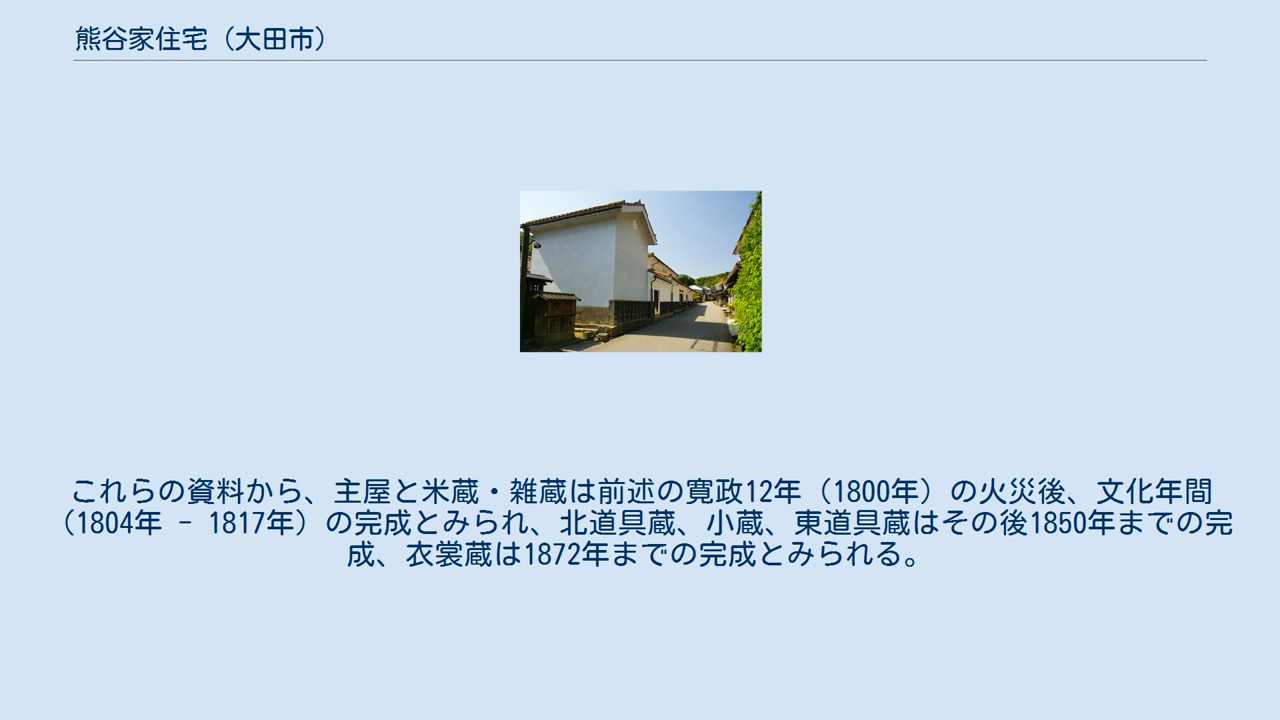 熊谷家住宅（大田市）
これらの資料から、主屋と米蔵・雑蔵は前述の寛政12年（1800年）の火災後、文化年間
（1804年 - 1817年）の完成とみられ、北道具蔵、小蔵、東道具蔵はその後1850年までの完
成、衣裳蔵は1872年までの完成とみられる。